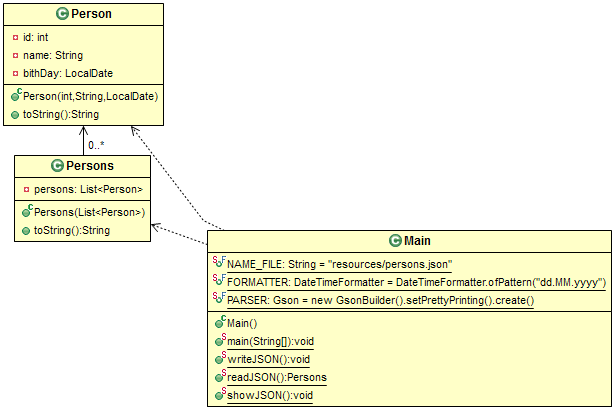 Person
id: int
name: String
bithDay: LocalDate
Person(int,String,LocalDate)
toString():String
0..*
Persons
persons: List<Person>
Persons(List<Person>)
toString():String
Main
NAME_FILE: String = "resources/persons.json"
FORMATTER: DateTimeFormatter = DateTimeFormatter.ofPattern("dd.MM.yyyy")
PARSER: Gson = new GsonBuilder().setPrettyPrinting().create()
Main()
main(String[]):void
writeJSON():void
readJSON():Persons
showJSON():void